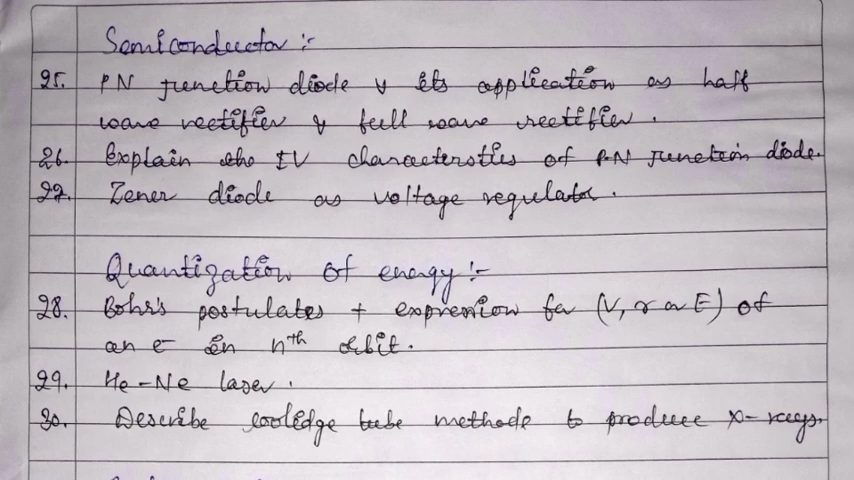 Semiconductor :-
25. PN junction diode & its application as half
wave rectifier & full wave rectifier.
26. Explain the IV characterstics of P-N junction diode.
27. Zener diode as voltage regulator.
Quantization of energy :-
28. Bohr's postulates + expression for (V, r or E) of
an e⁻ in nth orbit.
29. He-Ne laser.
30. Describe coolidge tube methode to produce x-rays.